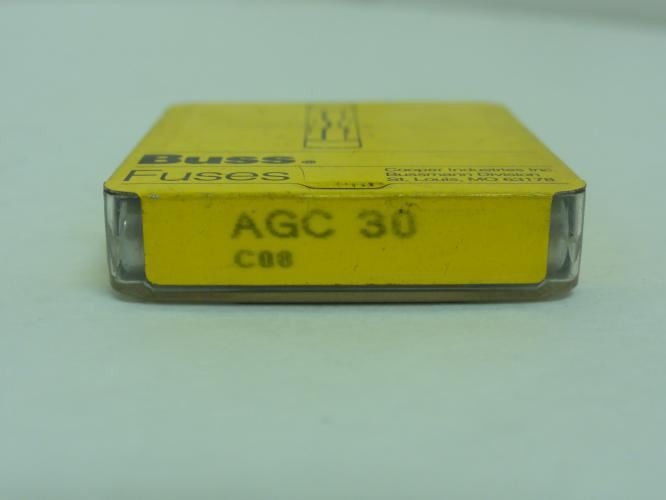 Buss®
Fuses
Cooper Industries Inc.
Bussmann Division
St. Louis, MO 63178
AGC 30
C08